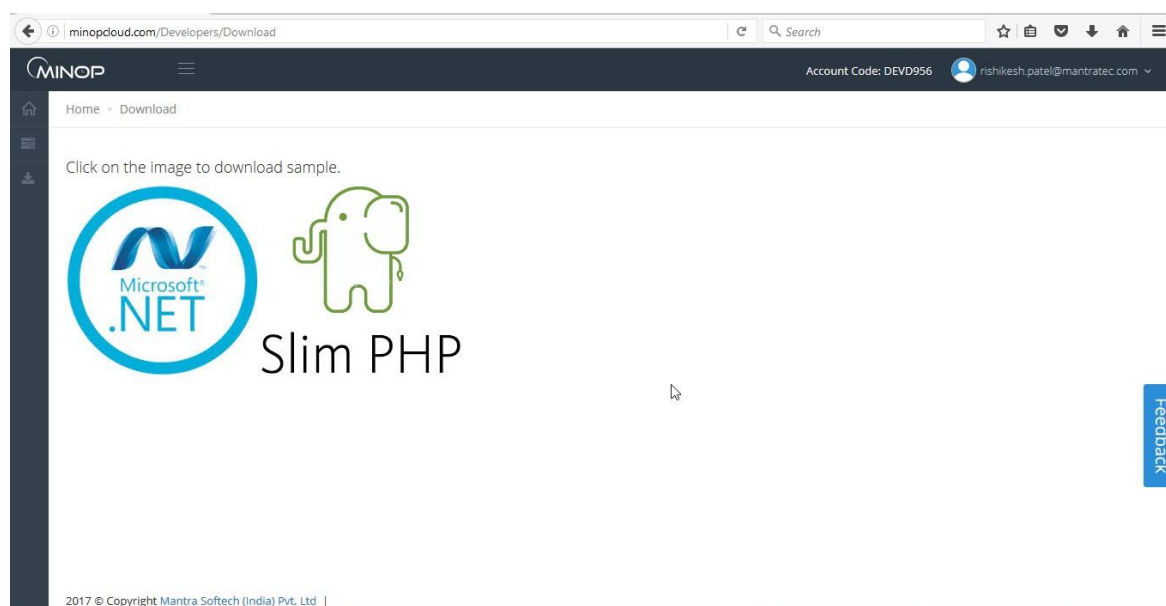 minopcloud.com/Developers/Download
Search
MINOP
Account Code: DEVD956
rishikesh.patel@mantratec.com
Home
Download
Click on the image to download sample.
Microsoft®
.NET
Slim PHP
Feedback
2017 © Copyright Mantra Softech (India) Pvt. Ltd |